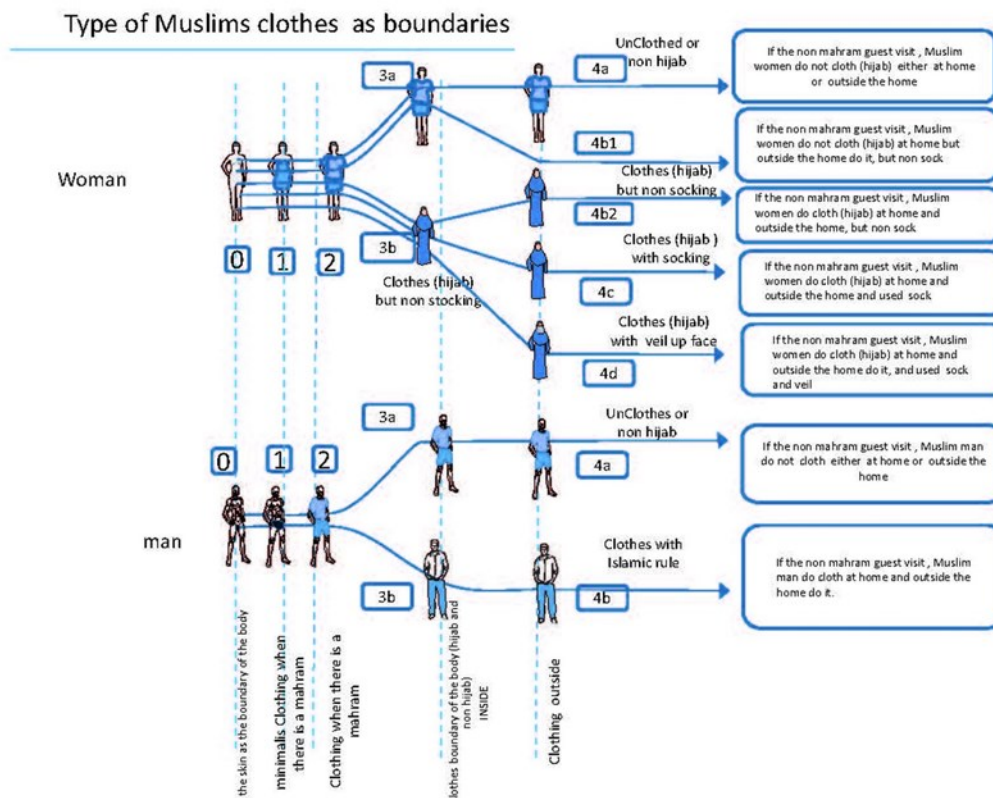 Type of Muslims clothes as boundaries
Woman
0
1
2
3a
3b
Clothes (hijab)
but non stocking
UnClothed or
non hijab
4a
4b1
Clothes (hijab)
but non socking
4b2
Clothes (hijab )
with socking
4c
Clothes (hijab)
with veil up face
4d
If the non mahram guest visit , Muslim
women do not cloth (hijab) either at home
or outside the home
If the non mahram guest visit , Muslim
women do not cloth (hijab) at home but
outside the home do it, but non sock
If the non mahram guest visit , Muslim
women do cloth (hijab) at home and
outside the home, but non sock
If the non mahram guest visit , Muslim
women do cloth (hijab) at home and
outside the home and used sock
If the non mahram guest visit , Muslim
women do cloth (hijab) at home and
outside the home do it, and used sock
and veil
man
0
1
2
3a
3b
UnClothes or
non hijab
4a
Clothes with
Islamic rule
4b
If the non mahram guest visit , Muslim man
do not cloth either at home or outside the
home
If the non mahram guest visit , Muslim
man do cloth at home and outside the
home do it.
the skin as the boundary of the body
minimalis Clothing when
there is a mahram
Clothing when there is a
mahram
lothes boundary of the body (hijab and
non hijab)
INSIDE
Clothing outside